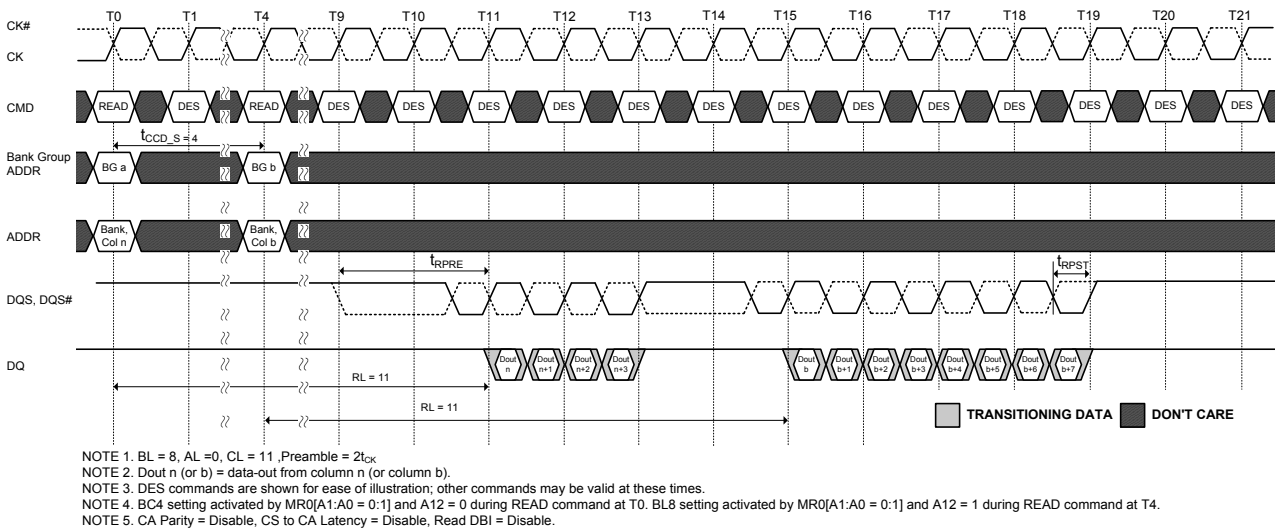 T0 T1 T4 T9 T10 T11 T12 T13 T14 T15 T16 T17 T18 T19 T20 T21
CK#
CK
CMD READ DES READ DES DES DES DES DES DES DES DES DES DES DES DES DES
tCCD_S = 4
Bank Group
ADDR
BG a BG b
ADDR
Bank,
Col n
Bank,
Col b
tRPRE tRPST
DQS, DQS#
DQ
Dout
n
Dout
n+1
Dout
n+2
Dout
n+3
Dout
b
Dout
b+1
Dout
b+2
Dout
b+3
Dout
b+4
Dout
b+5
Dout
b+6
Dout
b+7
RL = 11
RL = 11
TRANSITIONING DATA DON'T CARE
NOTE 1. BL = 8, AL =0, CL = 11 ,Preamble = 2tCK
NOTE 2. Dout n (or b) = data-out from column n (or column b).
NOTE 3. DES commands are shown for ease of illustration; other commands may be valid at these times.
NOTE 4. BC4 setting activated by MR0[A1:A0 = 0:1] and A12 = 0 during READ command at T0. BL8 setting activated by MR0[A1:A0 = 0:1] and A12 = 1 during READ command at T4.
NOTE 5. CA Parity = Disable, CS to CA Latency = Disable, Read DBI = Disable.